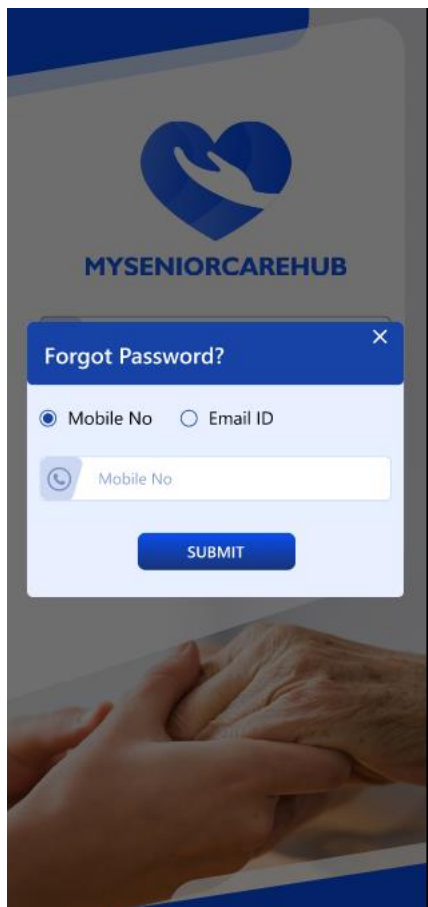 MYSENIORCAREHUB
Forgot Password?
Mobile No Email ID
Mobile No
SUBMIT